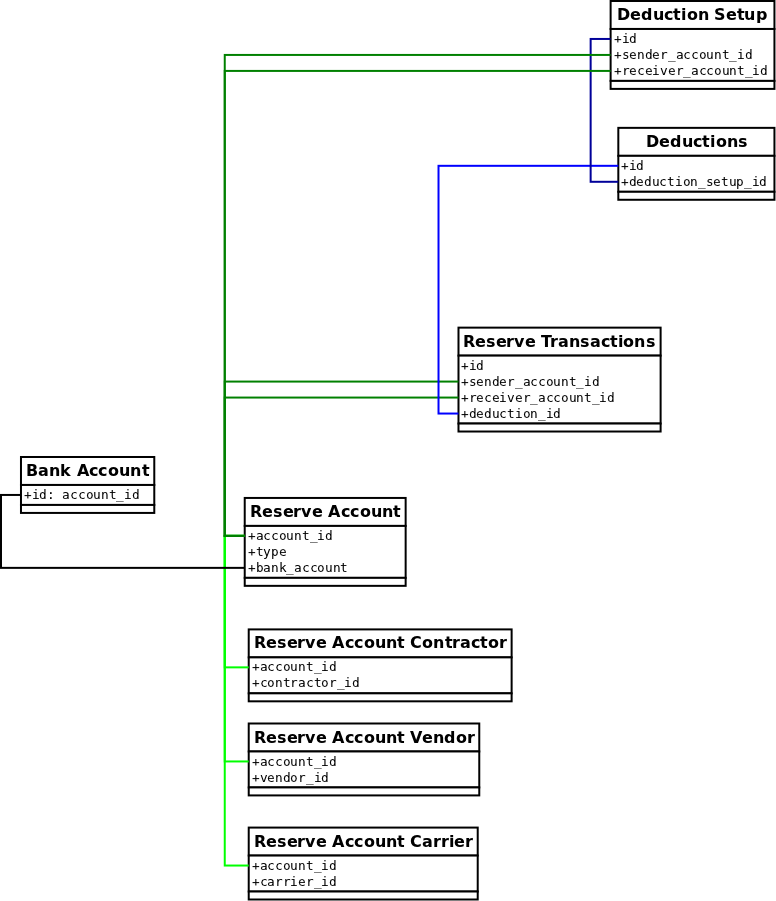 Deduction Setup
+id
+sender_account_id
+receiver_account_id
Deductions
+id
+deduction_setup_id
Reserve Transactions
+id
+sender_account_id
+receiver_account_id
+deduction_id
Bank Account
+id: account_id
Reserve Account
+account_id
+type
+bank_account
Reserve Account Contractor
+account_id
+contractor_id
Reserve Account Vendor
+account_id
+vendor_id
Reserve Account Carrier
+account_id
+carrier_id